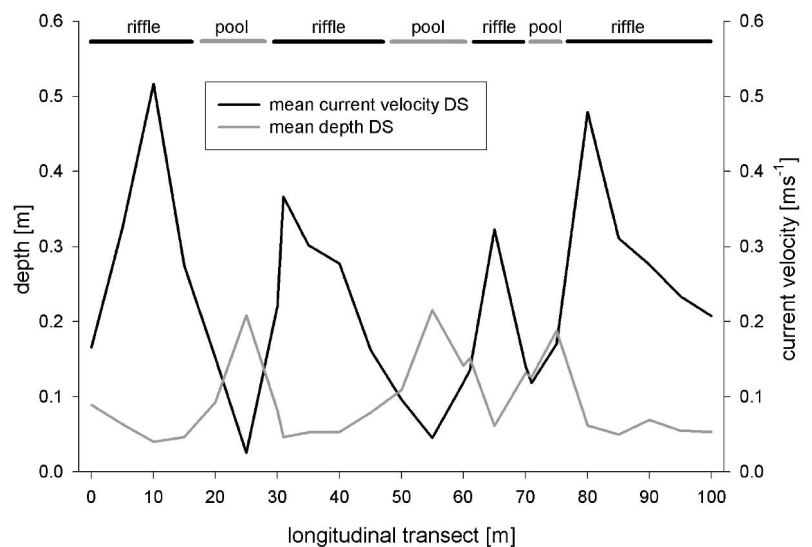 riffle pool riffle pool riffle pool riffle
mean current velocity DS
mean depth DS
depth [m]
0.6
0.5
0.4
0.3
0.2
0.1
0.0
current velocity [ms⁻¹]
0.6
0.5
0.4
0.3
0.2
0.1
0.0
0 10 20 30 40 50 60 70 80 90 100
longitudinal transect [m]